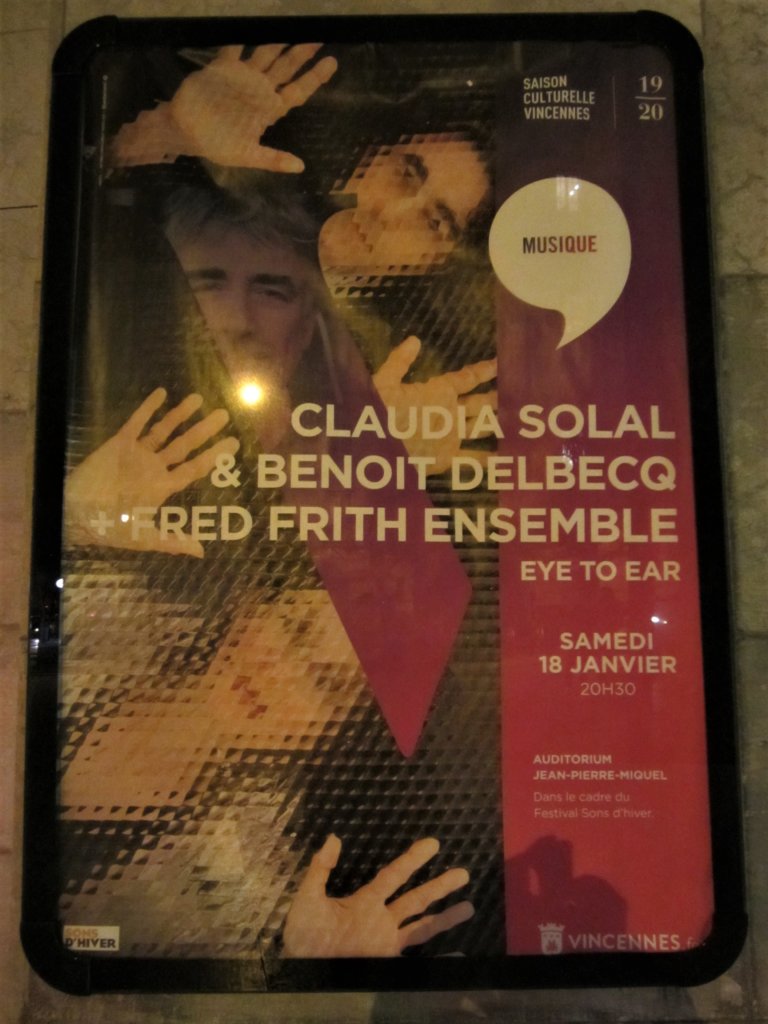 SAISON
CULTURELLE
VINCENNES
19
20
MUSIQUE
CLAUDIA SOLAL
& BENOIT DELBECQ
+ FRED FRITH ENSEMBLE
EYE TO EAR
SAMEDI
18 JANVIER
20H30
AUDITORIUM
JEAN-PIERRE-MIQUEL
Dans le cadre du
Festival Sons d'hiver.
SONS
D'HIVER
VINCENNES